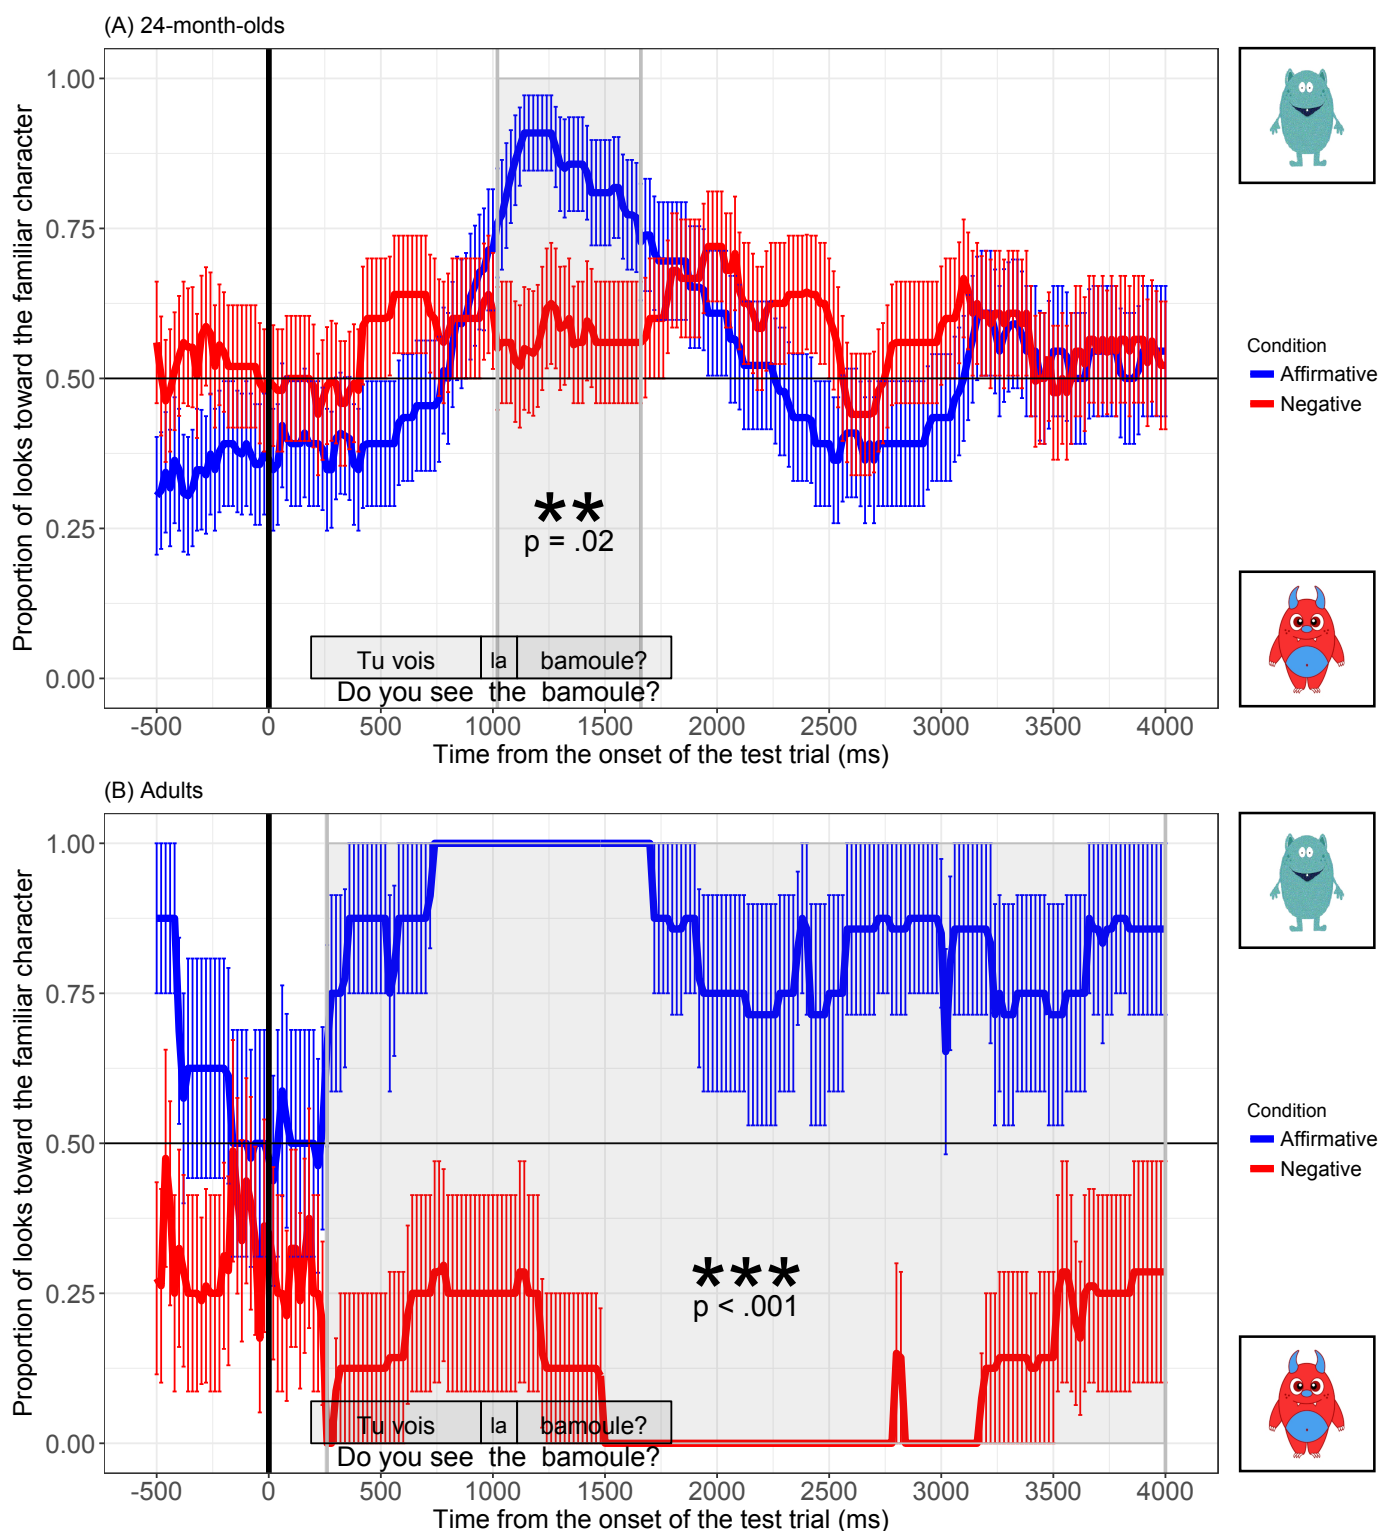 (A) 24-month-olds
Proportion of looks toward the familiar character
1.00
0.75
0.50
0.25
0.00
**
p = .02
Tu vois la bamoule?
Do you see the bamoule?
-500 0 500 1000 1500 2000 2500 3000 3500 4000
Time from the onset of the test trial (ms)
Condition
Affirmative
Negative
(B) Adults
Proportion of looks toward the familiar character
1.00
0.75
0.50
0.25
0.00
***
p < .001
Tu vois la bamoule?
Do you see the bamoule?
-500 0 500 1000 1500 2000 2500 3000 3500 4000
Time from the onset of the test trial (ms)
Condition
Affirmative
Negative